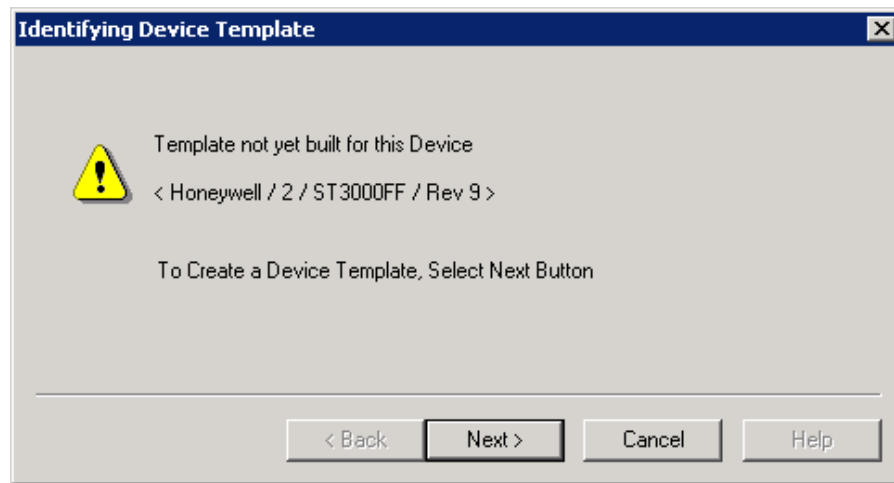 Identifying Device Template
Template not yet built for this Device
< Honeywell / 2 / ST3000FF / Rev 9 >
To Create a Device Template, Select Next Button
< Back Next > Cancel Help